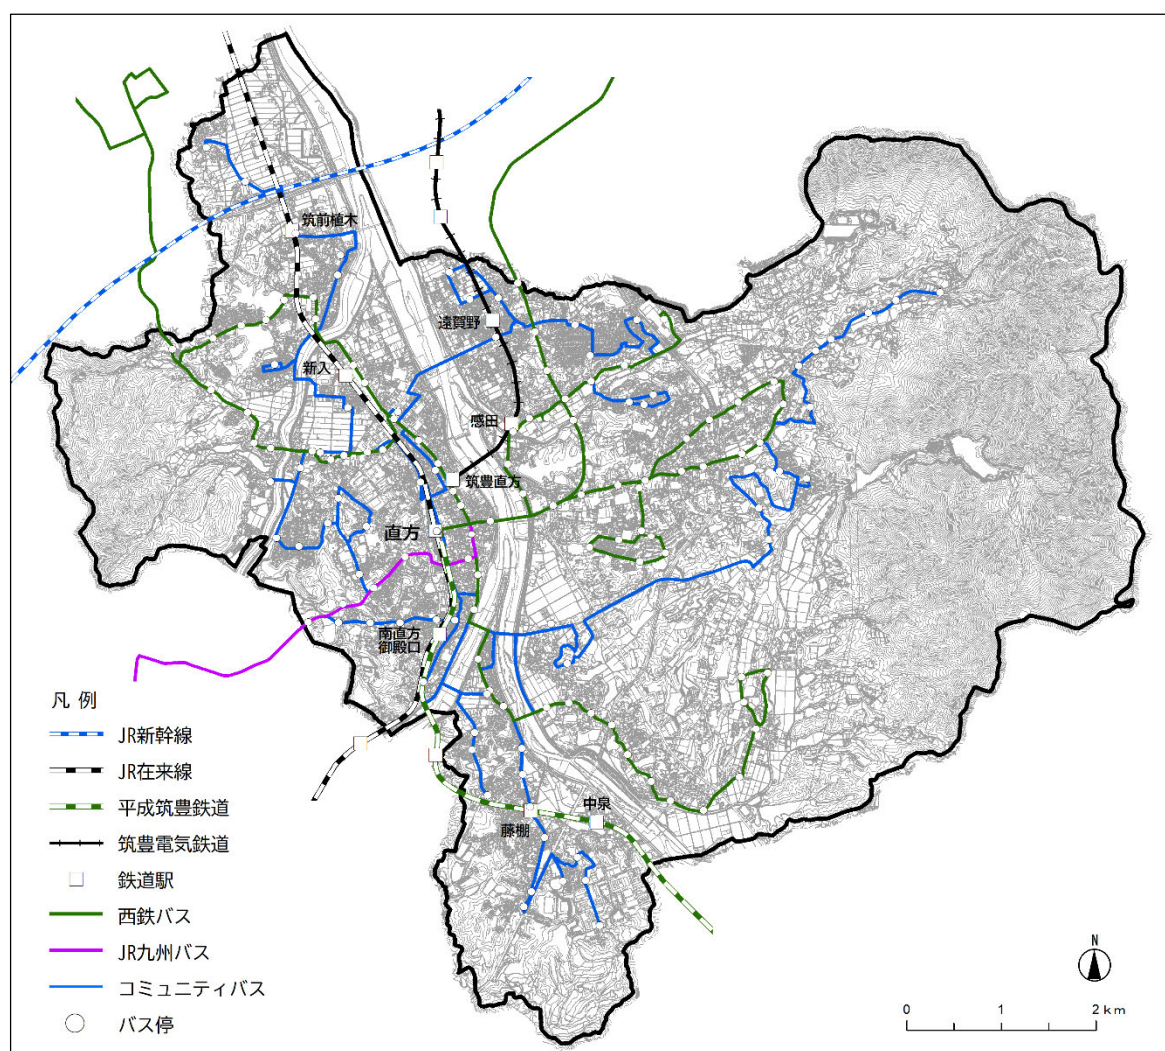 筑前植木
遠賀野
新入
感田
筑豊直方
直方
南直方
御殿口
中泉
藤棚
凡 例
JR新幹線
JR在来線
平成筑豊鉄道
筑豊電気鉄道
鉄道駅
西鉄バス
JR九州バス
コミュニティバス
バス停
N
0 1 2 km